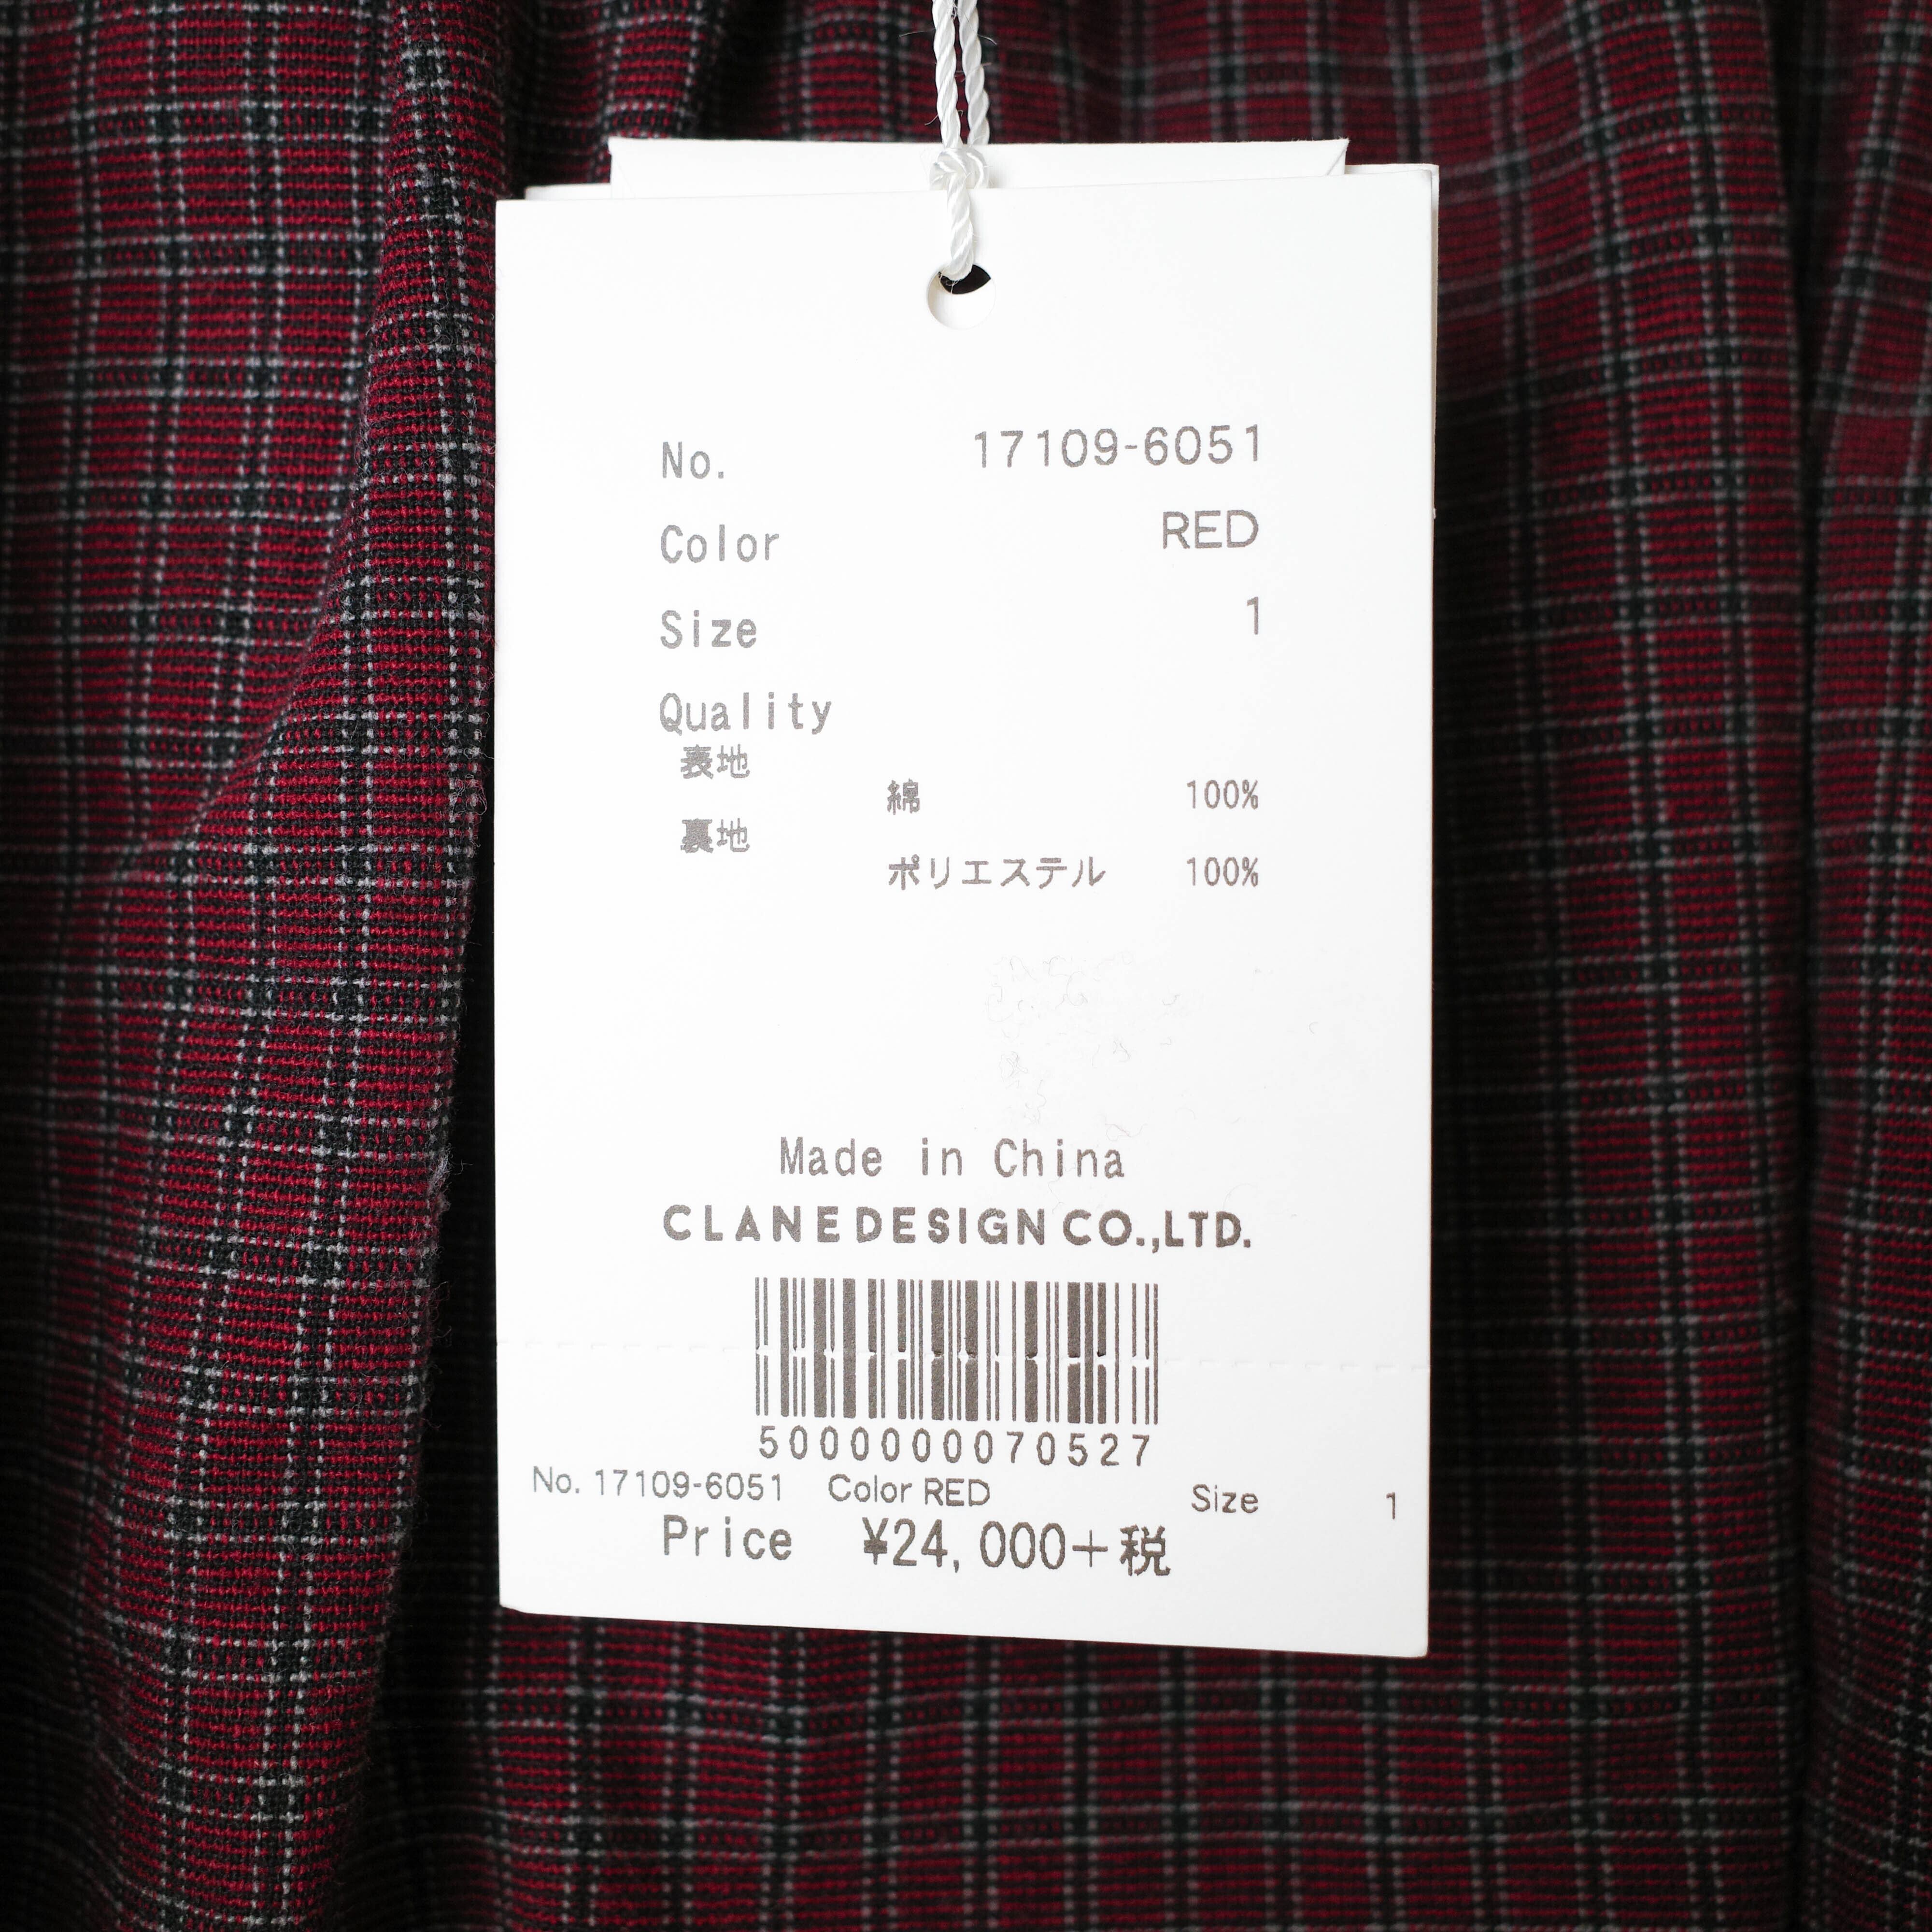 No. 17109-6051
Color RED
Size 1
Quality
表地
綿 100%
裏地
ポリエステル 100%
Made in China
CLANE DESIGN CO.,LTD.
5000000070527
No. 17109-6051 Color RED Size 1
Price ¥24,000+税